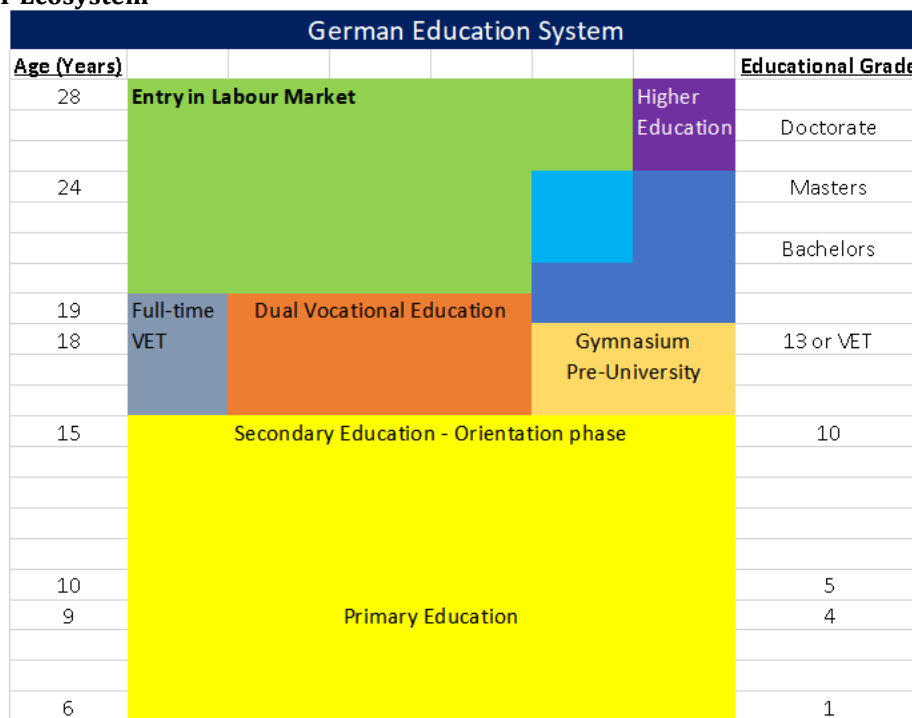 r Ecosystem
German Education System
Age (Years) Educational Grade
28 Entry in Labour Market Higher
Education Doctorate
24 Masters
Bachelors
19 Full-time Dual Vocational Education
18 VET Gymnasium 13 or VET
Pre-University
15 Secondary Education - Orientation phase 10
10 5
9 Primary Education 4
6 1